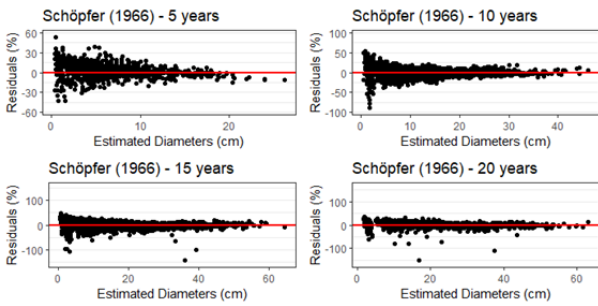 Schöpfer (1966) - 5 years
Schöpfer (1966) - 10 years
Residuals (%)
60
30
0
-30
-60
0
10
20
Estimated Diameters (cm)
Residuals (%)
100
50
0
-50
-100
0
10
20
30
40
Estimated Diameters (cm)
Schöpfer (1966) - 15 years
Schöpfer (1966) - 20 years
Residuals (%)
100
0
-100
0
20
40
60
Estimated Diameters (cm)
Residuals (%)
100
0
-100
0
20
40
60
Estimated Diameters (cm)